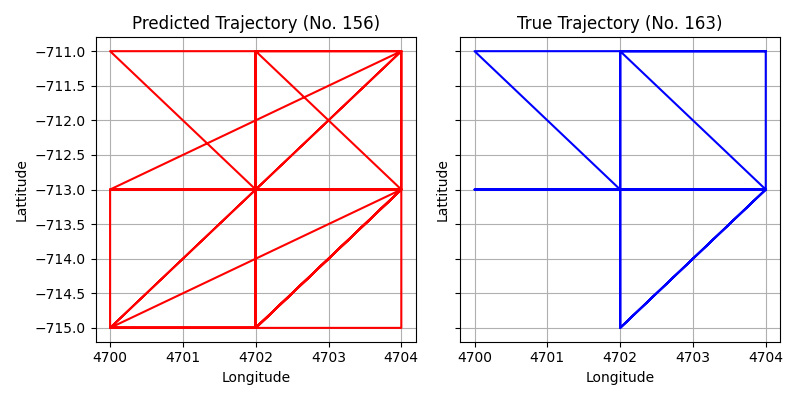 Predicted Trajectory (No. 156)
True Trajectory (No. 163)
−711.0
−711.5
−712.0
−712.5
−713.0
−713.5
−714.0
−714.5
−715.0
Lattitude
Lattitude
4700 4701 4702 4703 4704
4700 4701 4702 4703 4704
Longitude
Longitude